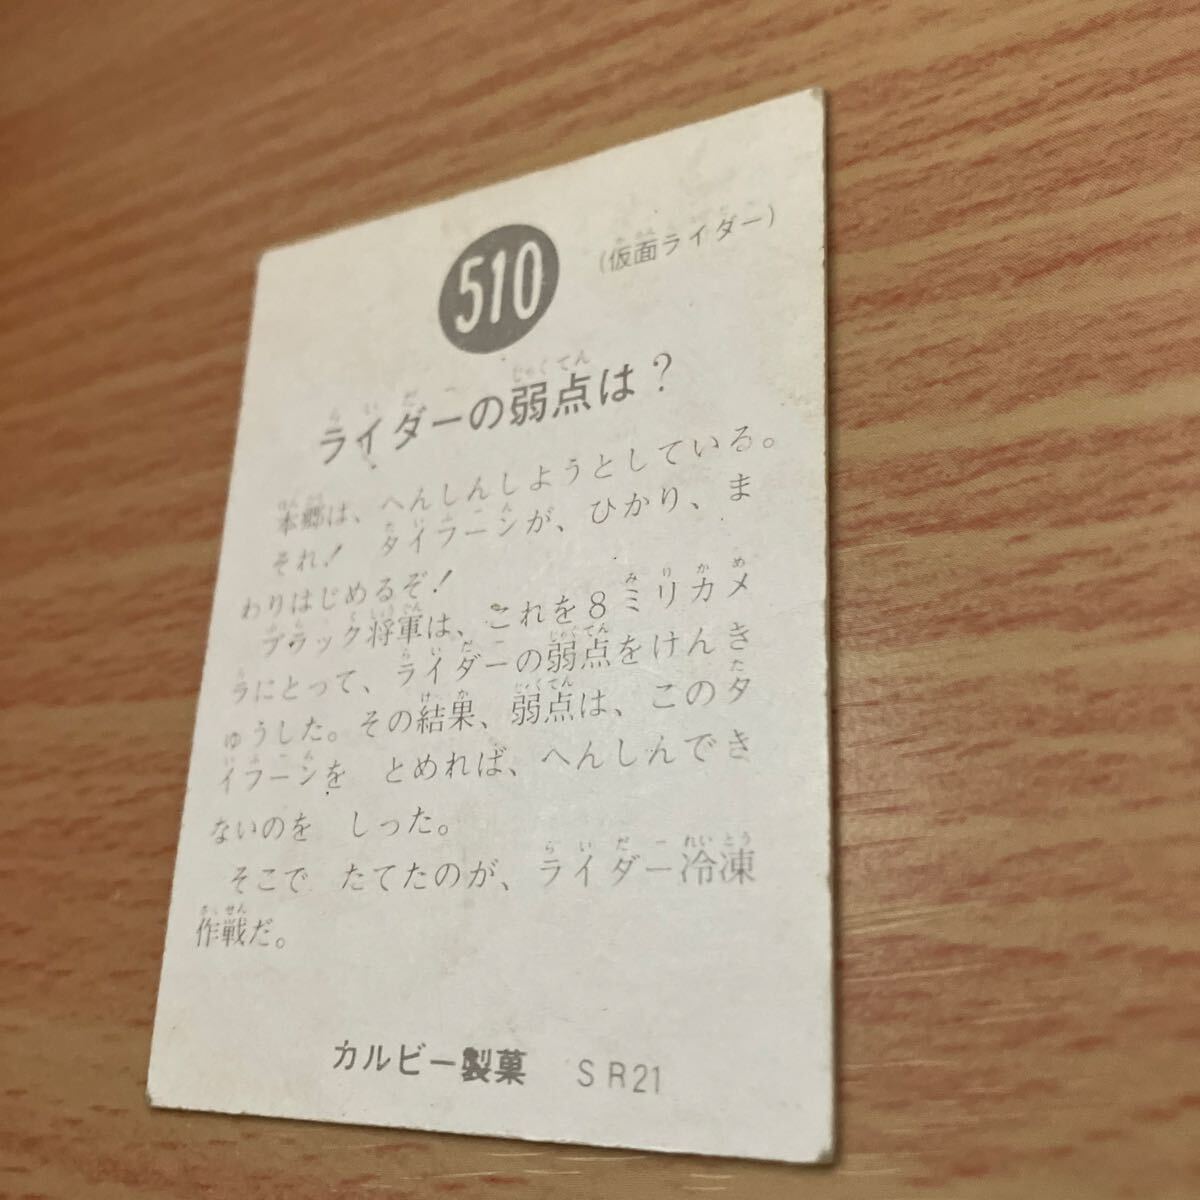 510
(仮面ライダー)
ライダーの弱点は?
本郷は、へんしんしようとしている。
それ! タイフーンが、ひかり、ま
わりはじめるぞ!
ブラック将軍は、これを8ミリカメ
ラにとって、ライダーの弱点をけんき
ゅうした。その結果、弱点は、このタ
イフーンを とめれば、へんしんでき
ないのを しった。
そこで たてたのが、ライダー冷凍
作戦だ。
カルビー製菓 SR21